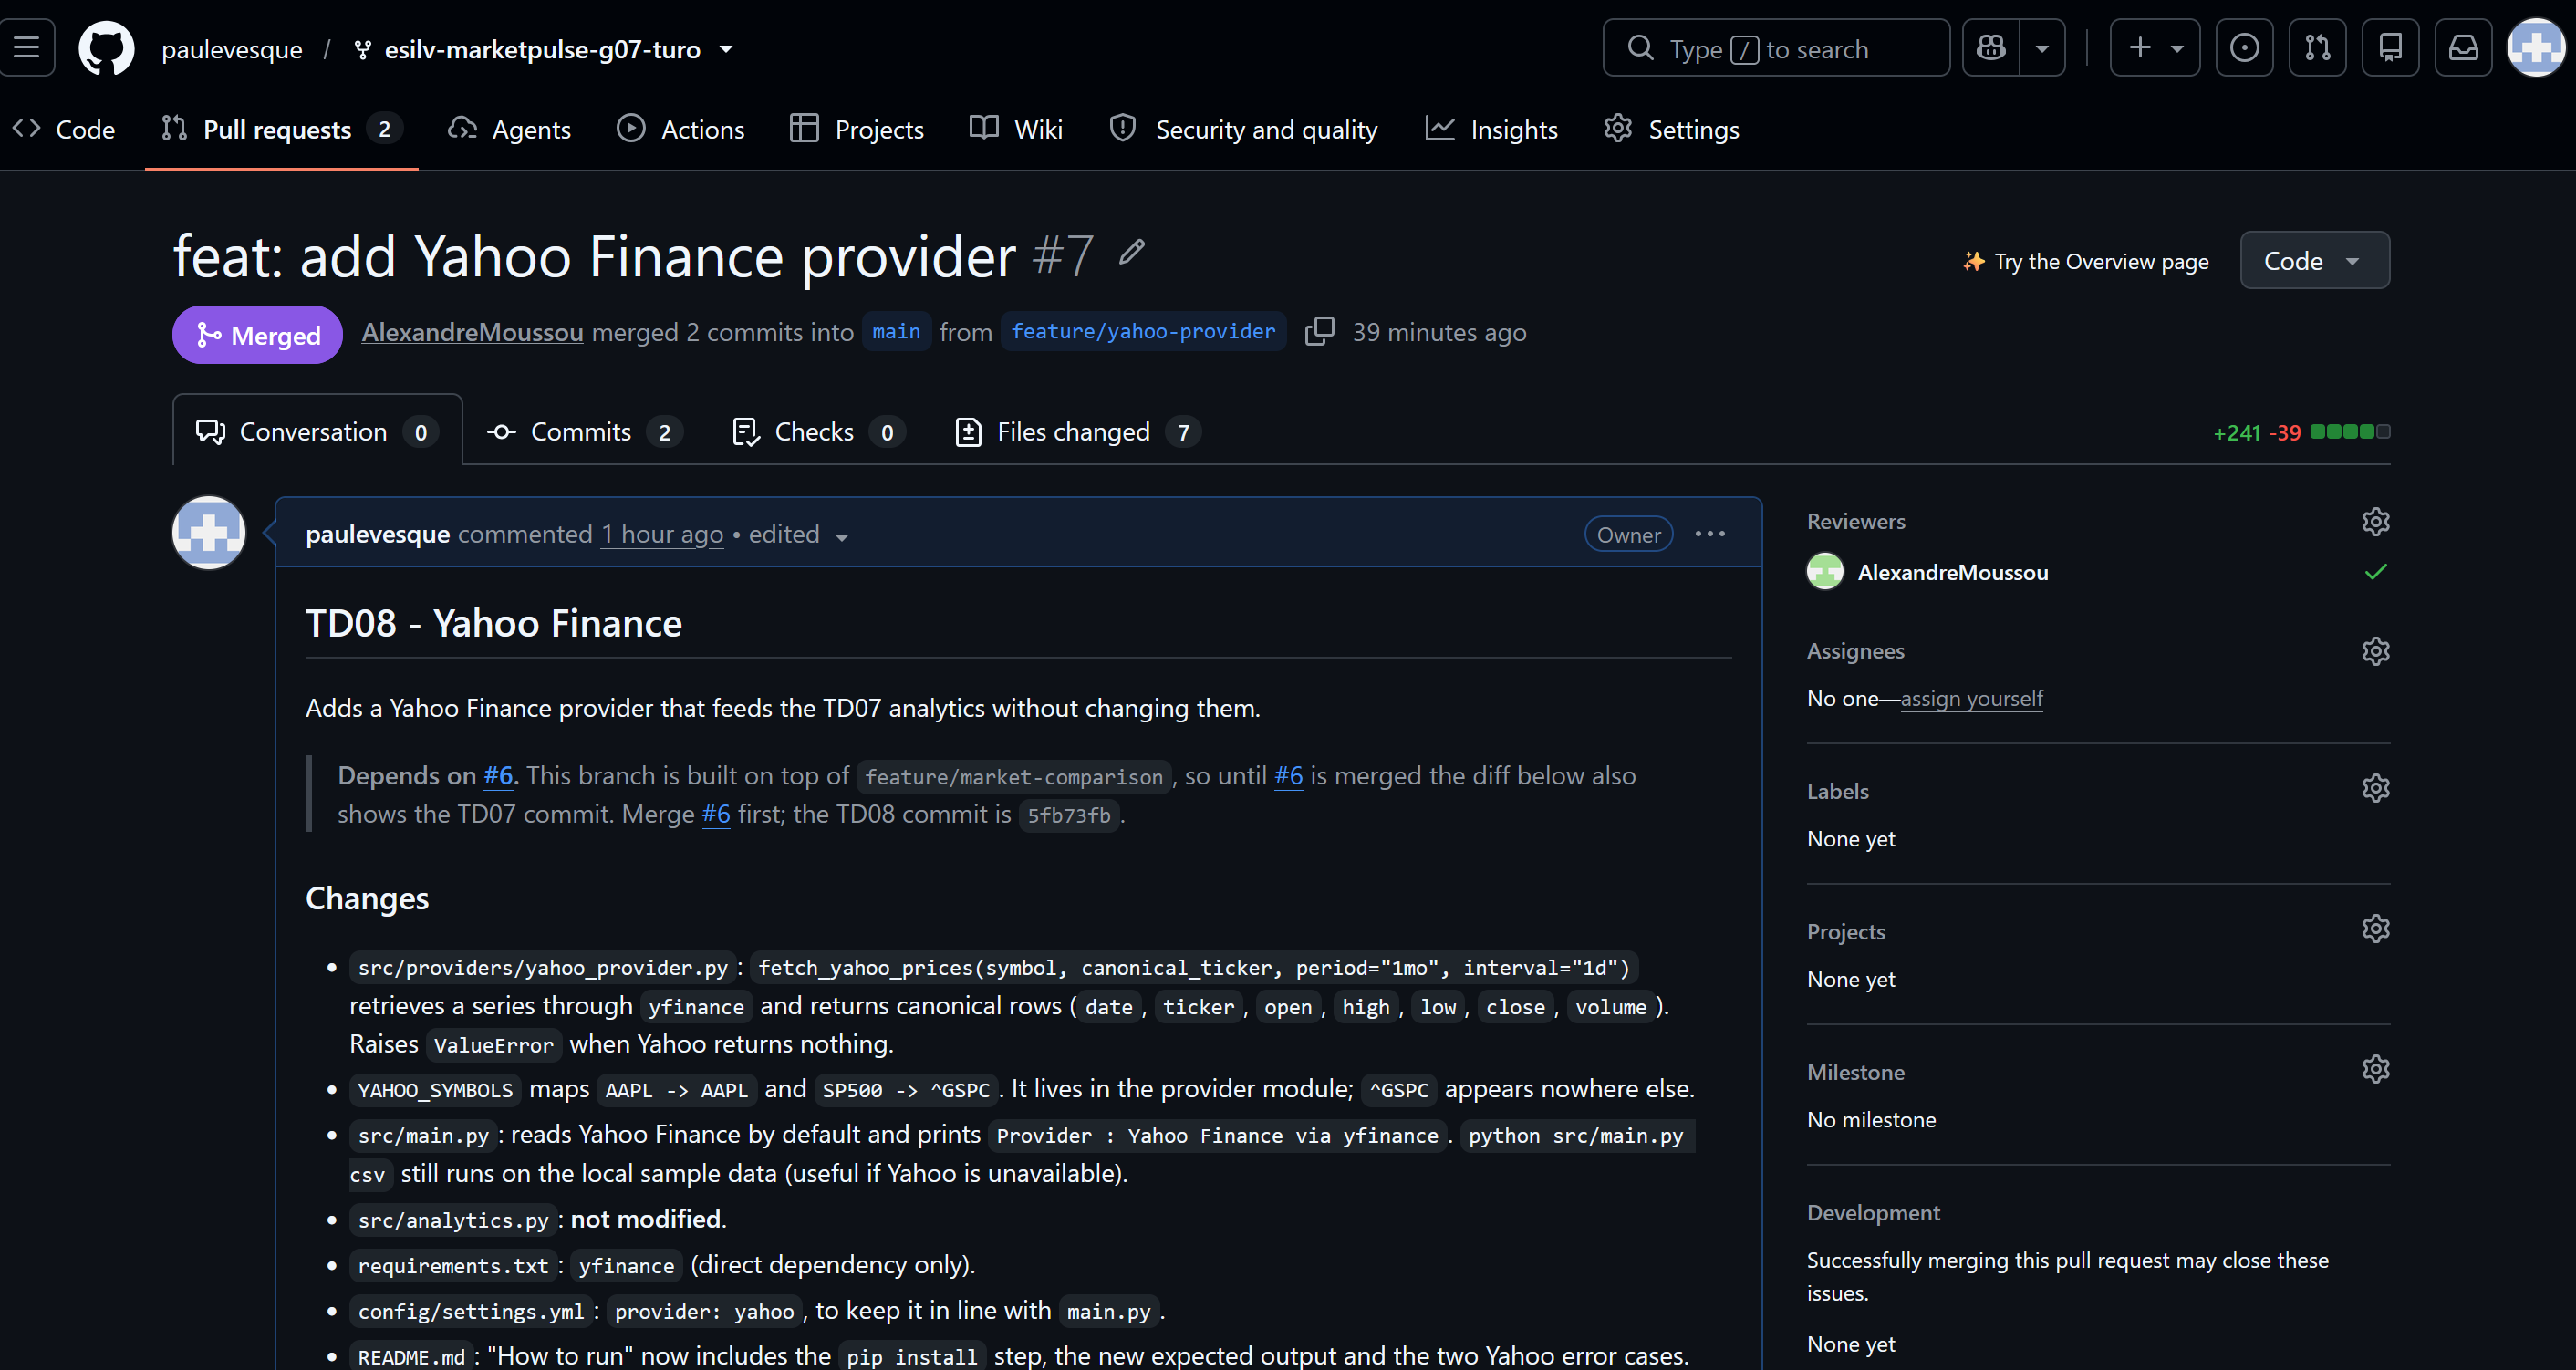 paulevesque / esilv-marketpulse-g07-turo
Type / to search
Code
Pull requests 2
Agents
Actions
Projects
Wiki
Security and quality
Insights
Settings
feat: add Yahoo Finance provider #7
Try the Overview page
Code
Merged
AlexandreMoussou merged 2 commits into main from feature/yahoo-provider 39 minutes ago
Conversation 0
Commits 2
Checks 0
Files changed 7
+241 -39
paulevesque commented 1 hour ago • edited
Owner
TD08 - Yahoo Finance
Adds a Yahoo Finance provider that feeds the TD07 analytics without changing them.
Depends on #6. This branch is built on top of feature/market-comparison, so until #6 is merged the diff below also
shows the TD07 commit. Merge #6 first; the TD08 commit is 5fb73fb.
Changes
• src/providers/yahoo_provider.py: fetch_yahoo_prices(symbol, canonical_ticker, period="1mo", interval="1d")
retrieves a series through yfinance and returns canonical rows (date, ticker, open, high, low, close, volume).
Raises ValueError when Yahoo returns nothing.
• YAHOO_SYMBOLS maps AAPL -> AAPL and SP500 -> ^GSPC. It lives in the provider module; ^GSPC appears nowhere else.
• src/main.py: reads Yahoo Finance by default and prints Provider : Yahoo Finance via yfinance. python src/main.py
csv still runs on the local sample data (useful if Yahoo is unavailable).
• src/analytics.py: not modified.
• requirements.txt: yfinance (direct dependency only).
• config/settings.yml: provider: yahoo, to keep it in line with main.py.
• README.md: "How to run" now includes the pip install step, the new expected output and the two Yahoo error cases.
Reviewers
AlexandreMoussou
Assignees
No one—assign yourself
Labels
None yet
Projects
None yet
Milestone
No milestone
Development
Successfully merging this pull request may close these
issues.
None yet